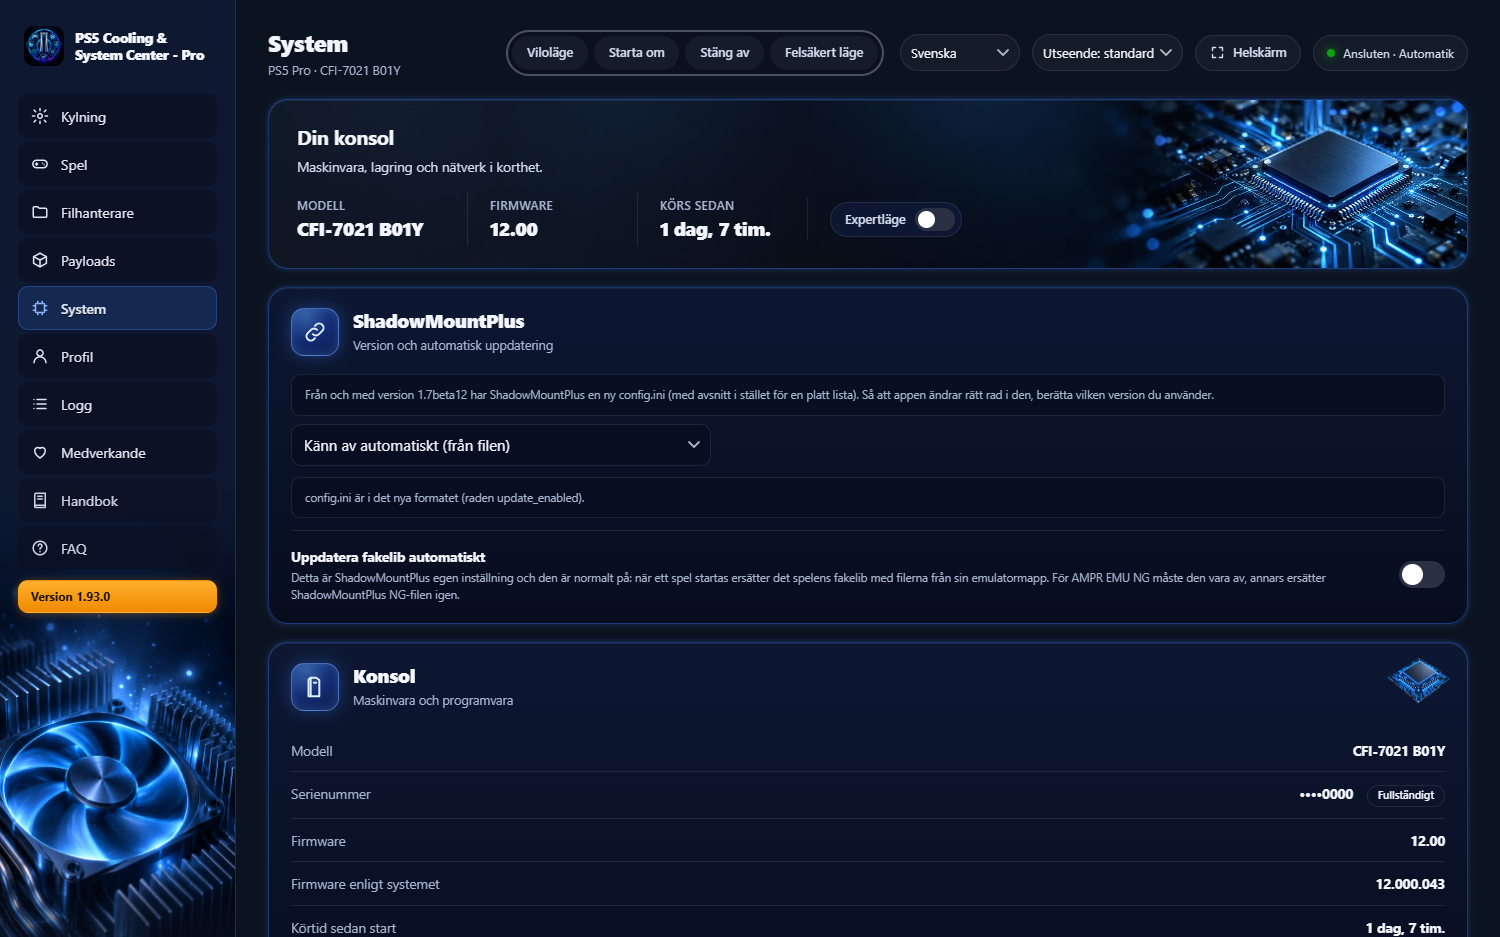 PS5 Cooling &
System Center - Pro
Kylning
Spel
Filhanterare
Payloads
System
Profil
Logg
Medverkande
Handbok
FAQ
Version 1.93.0
System
PS5 Pro · CFI-7021 B01Y
Viloläge
Starta om
Stäng av
Felsäkert läge
Svenska
Utseende: standard
Helskärm
Ansluten · Automatik
Din konsol
Maskinvara, lagring och nätverk i korthet.
MODELL
CFI-7021 B01Y
FIRMWARE
12.00
KÖRS SEDAN
1 dag, 7 tim.
Expertläge
ShadowMountPlus
Version och automatisk uppdatering
Från och med version 1.7beta12 har ShadowMountPlus en ny config.ini (med avsnitt i stället för en platt lista). Så att appen ändrar rätt rad i den, berätta vilken version du använder.
Känn av automatiskt (från filen)
config.ini är i det nya formatet (raden update_enabled).
Uppdatera fakelib automatiskt
Detta är ShadowMountPlus egen inställning och den är normalt på: när ett spel startas ersätter det spelens fakelib med filerna från sin emulatormapp. För AMPR EMU NG måste den vara av, annars ersätter
ShadowMountPlus NG-filen igen.
Konsol
Maskinvara och programvara
Modell
CFI-7021 B01Y
Serienummer
••••0000
Fullständigt
Firmware
12.00
Firmware enligt systemet
12.000.043
Körtid sedan start
1 dag, 7 tim.